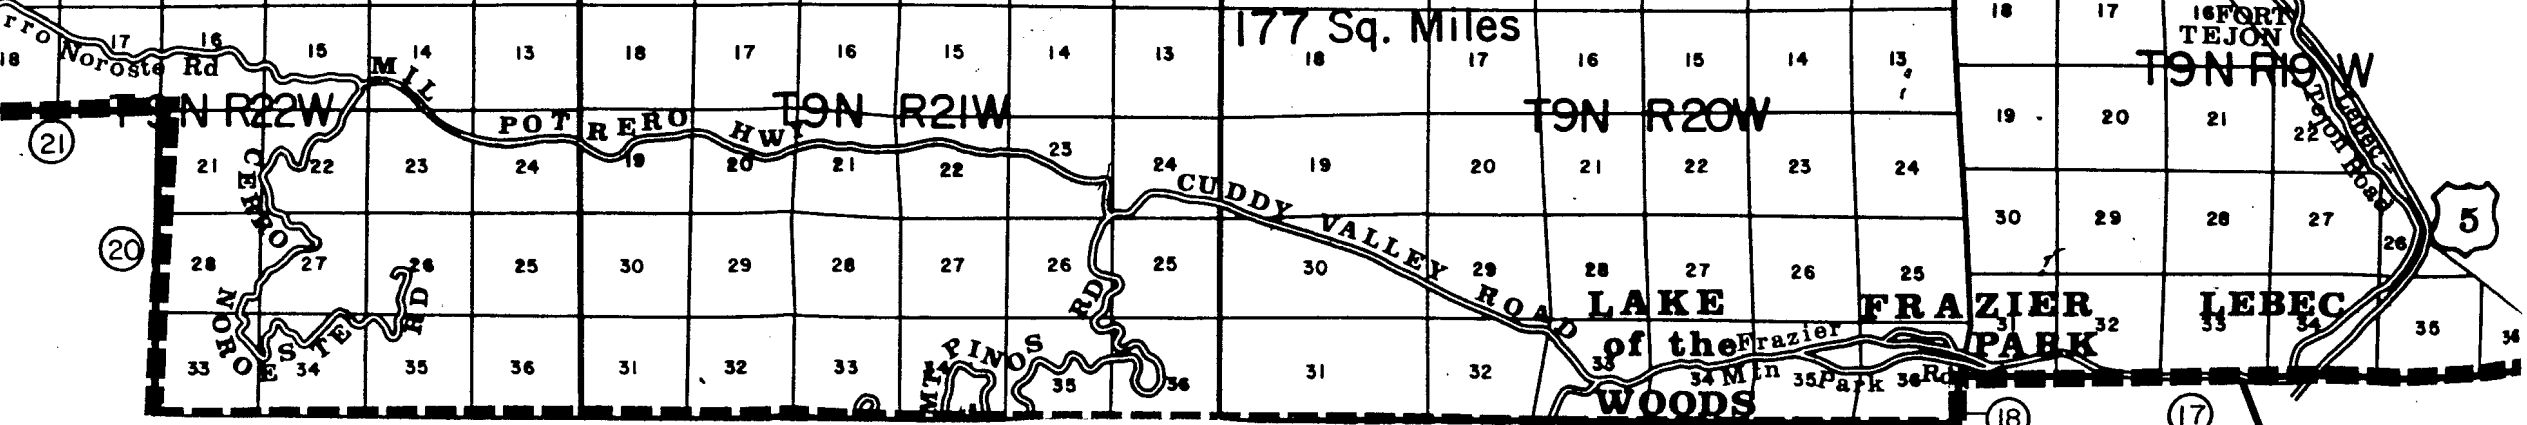 177 Sq. Miles
18 17 16 15 14 13 18 17 16 15 14 13 18 17 16 15 14 13 18 17 16
FORT
TEJON
rro Noroste Rd
MIL POTRERO HWY
T9N R22W
T9N R21W
T9N R20W
T9N R19W
Lebec
Tejon Road
21
21 22 23 24 19 20 21 22 23 24 19 20 21 22 23 24 19 20 21 22
CUDDY VALLEY ROAD
CERRO NOROESTE RD
20
5
28 27 26 25 30 29 28 27 26 25 30 29 28 27 26 25 30 29 28 27 26
LAKE
of the
WOODS
FRAZIER
PARK
LEBEC
Frazier
Mtn Park Rd
MT PINOS RD
33 34 35 36 31 32 33 34 35 36 31 32 33 34 35 36 31 32 33 34 35 36
18
17